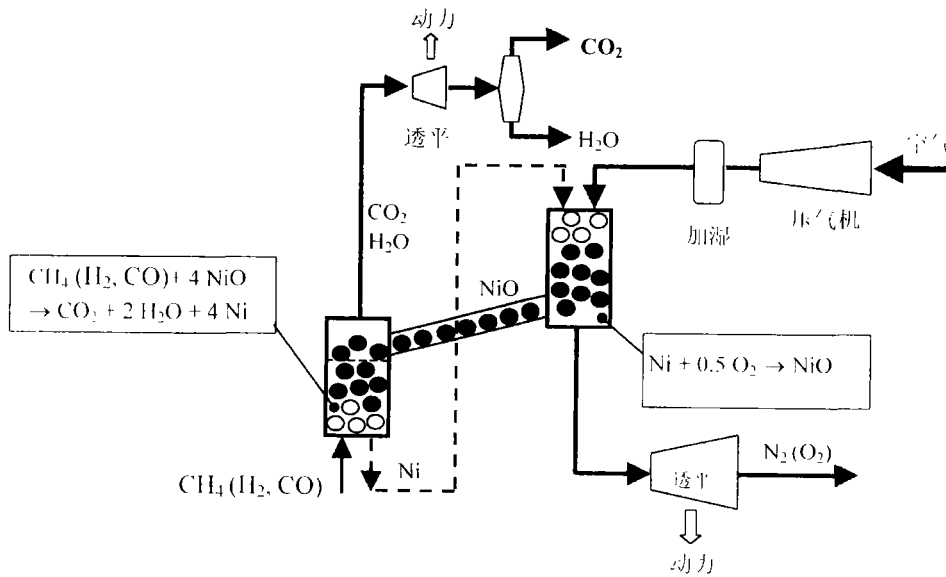 动力
CO₂
透平
H₂O
空气
加湿
压气机
CO₂
H₂O
CH₄ (H₂, CO) + 4 NiO
→ CO₂ + 2 H₂O + 4 Ni
NiO
Ni + 0.5 O₂ → NiO
CH₄ (H₂, CO)
Ni
透平
N₂ (O₂)
动力